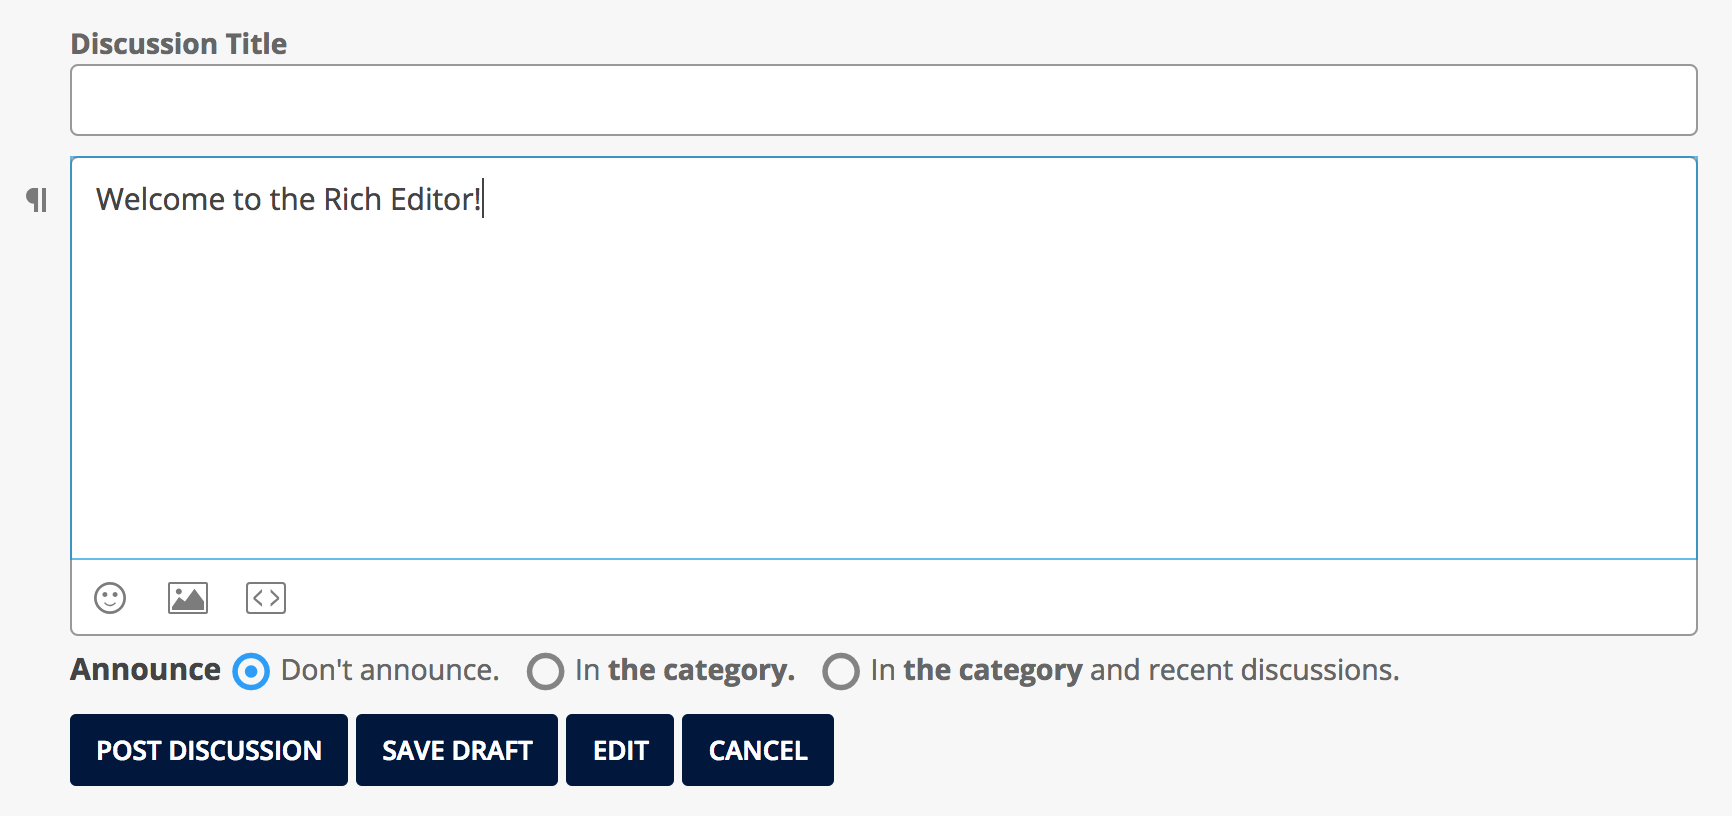 Discussion Title
¶ Welcome to the Rich Editor!
Announce Don't announce. In the category. In the category and recent discussions.
POST DISCUSSION SAVE DRAFT EDIT CANCEL